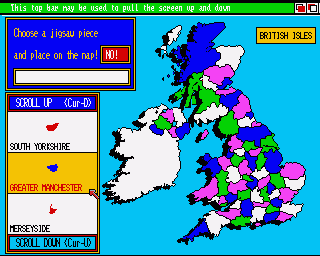 This top bar may be used to pull the screen up and down
Choose a jigsaw piece
and place on the map! NO!
BRITISH ISLES
SCROLL UP (Cur-D)
SOUTH YORKSHIRE
GREATER MANCHESTER
MERSEYSIDE
SCROLL DOWN (Cur-U)